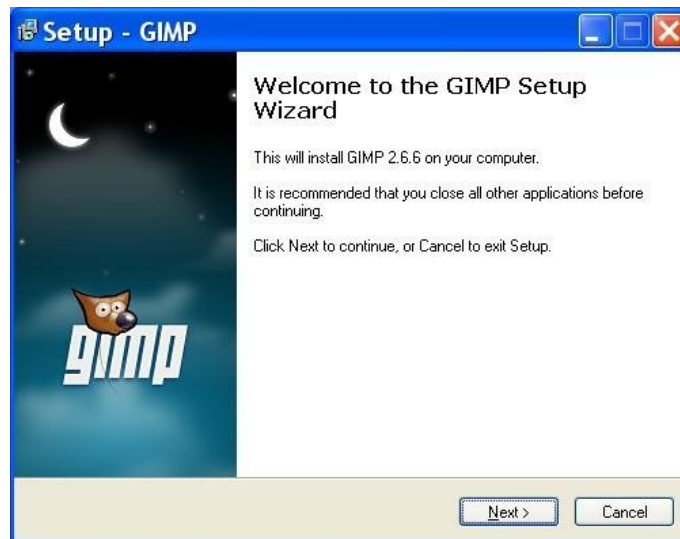 Setup - GIMP
Welcome to the GIMP Setup
Wizard
This will install GIMP 2.6.6 on your computer.
It is recommended that you close all other applications before
continuing.
Click Next to continue, or Cancel to exit Setup.
gimp
Next >
Cancel